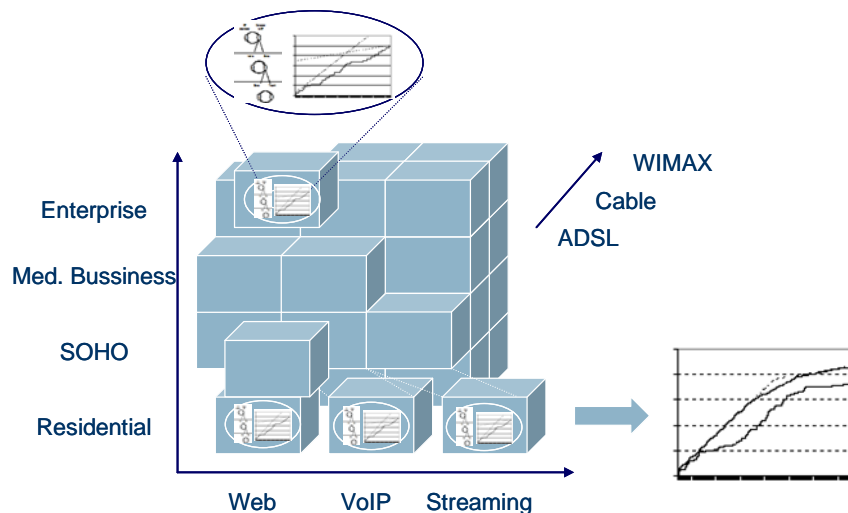 WIMAX
Cable
ADSL
Enterprise
Med. Bussiness
SOHO
Residential
Web VoIP Streaming